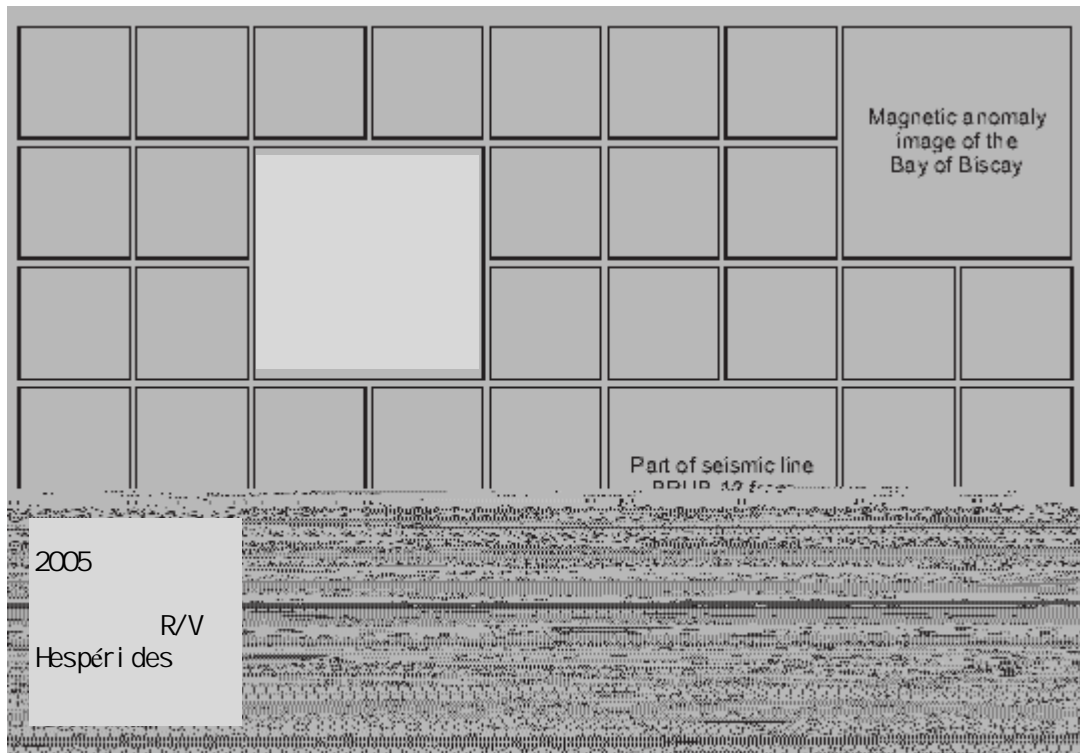 Magnetic anomaly
image of the
Bay of Biscay
Part of seismic line
2005
R/V
Hespérides